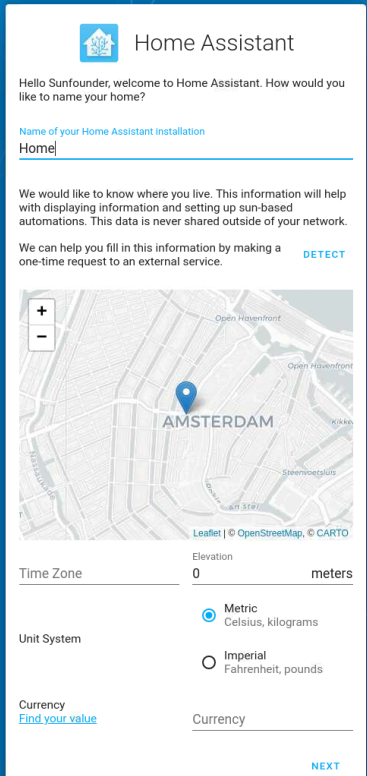 Home Assistant
Hello Sunfounder, welcome to Home Assistant. How would you
like to name your home?
Name of your Home Assistant installation
Home
We would like to know where you live. This information will help
with displaying information and setting up sun-based
automations. This data is never shared outside of your network.
We can help you fill in this information by making a
one-time request to an external service.
DETECT
+
−
Open Havenfront
Open Havenfront
AMSTERDAM
Nassaukade
Steenvoetsluis
Leaflet | © OpenStreetMap, © CARTO
Time Zone
Elevation
0 meters
Unit System
Metric
Celsius, kilograms
Imperial
Fahrenheit, pounds
Currency
Find your value
Currency
NEXT